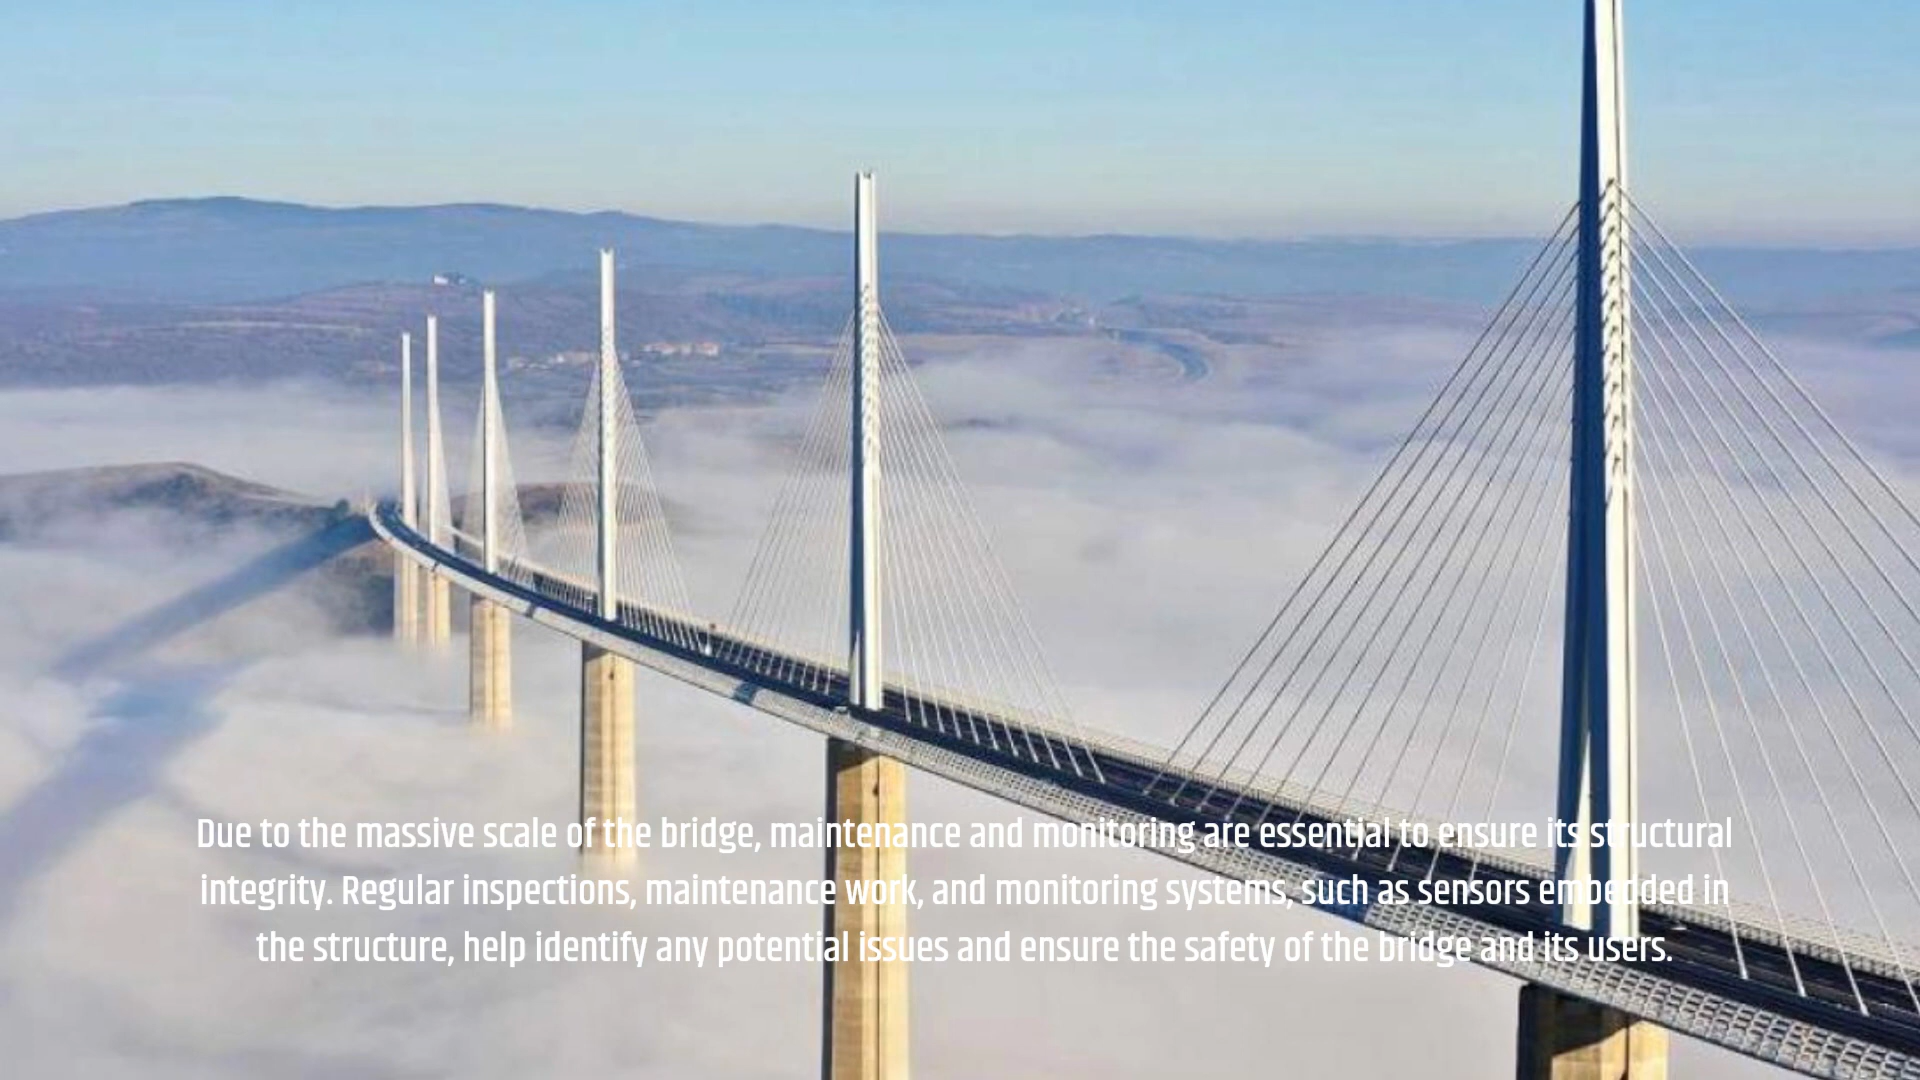 Due to the massive scale of the bridge, maintenance and monitoring are essential to ensure its structural
integrity. Regular inspections, maintenance work, and monitoring systems, such as sensors embedded in
the structure, help identify any potential issues and ensure the safety of the bridge and its users.